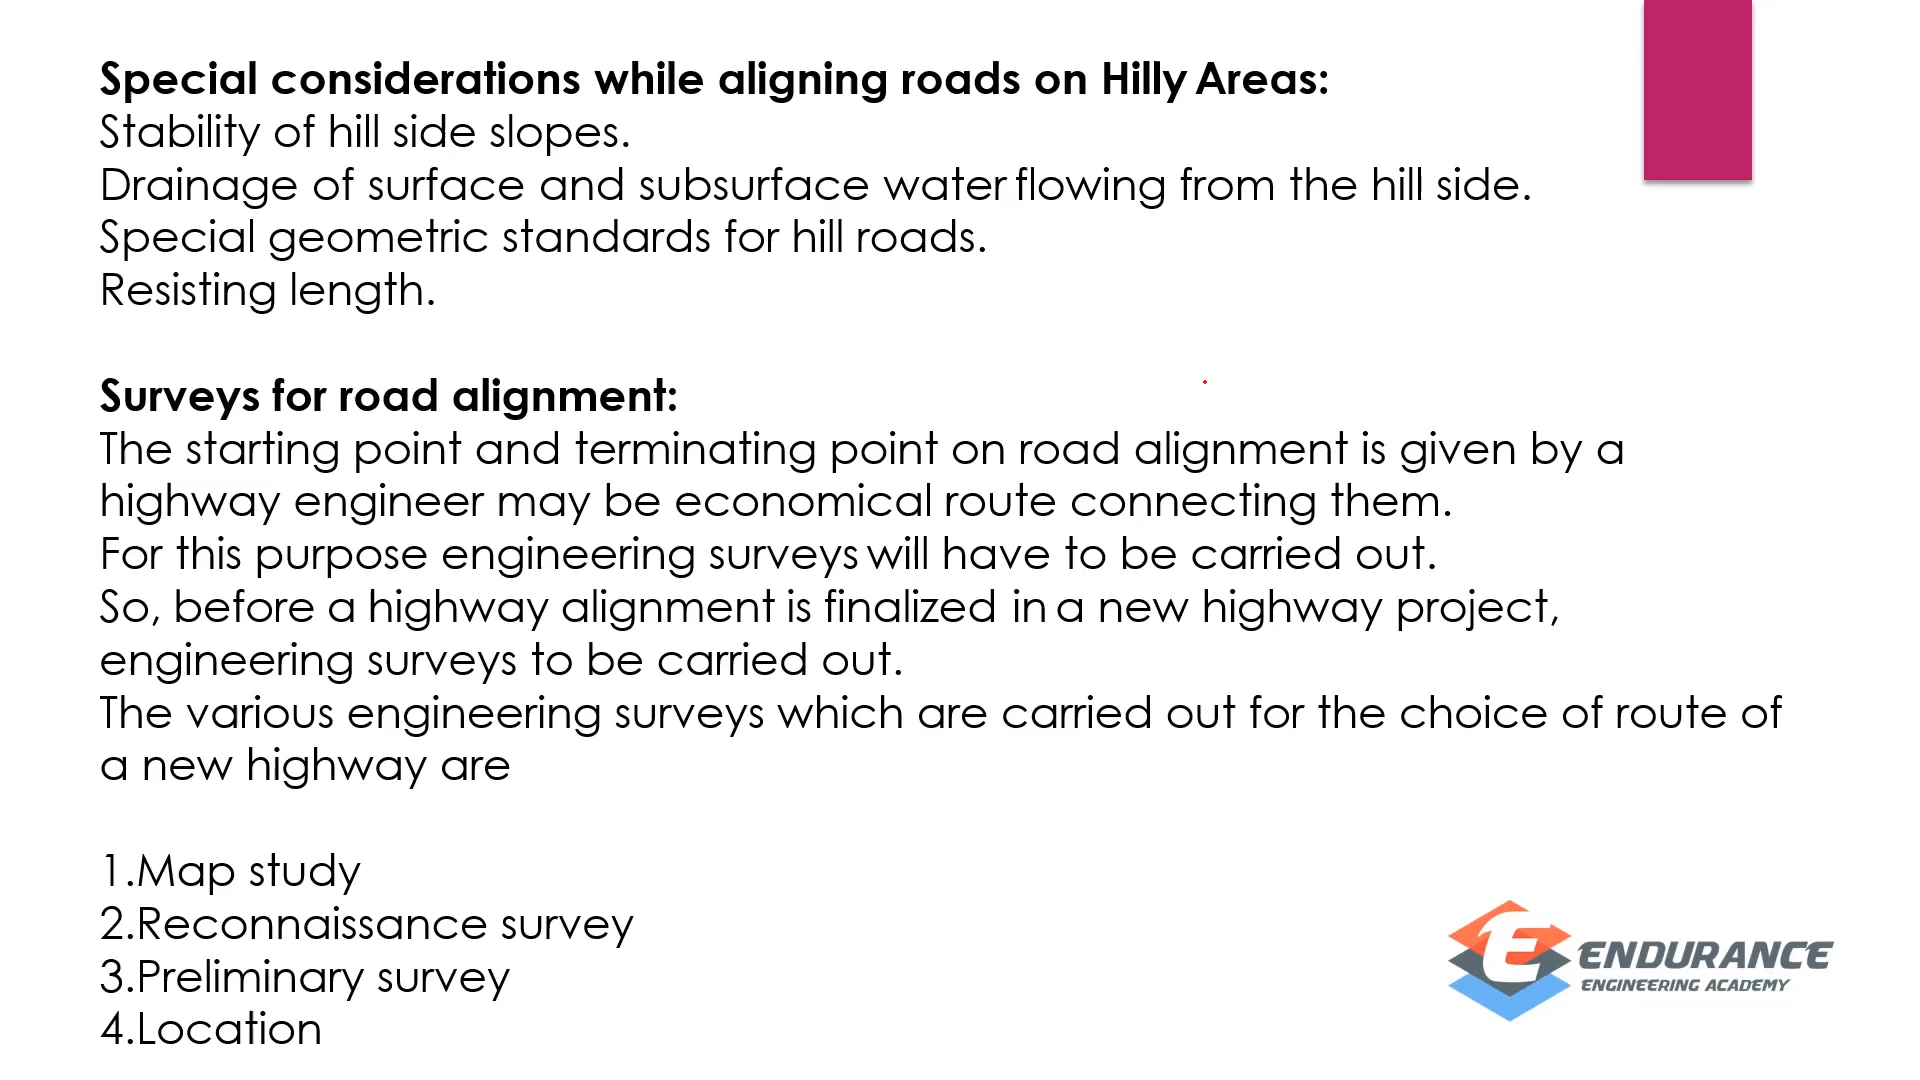 Special considerations while aligning roads on Hilly Areas:
Stability of hill side slopes.
Drainage of surface and subsurface water flowing from the hill side.
Special geometric standards for hill roads.
Resisting length.
Surveys for road alignment:
The starting point and terminating point on road alignment is given by a
highway engineer may be economical route connecting them.
For this purpose engineering surveys will have to be carried out.
So, before a highway alignment is finalized in a new highway project,
engineering surveys to be carried out.
The various engineering surveys which are carried out for the choice of route of
a new highway are
1.Map study
2.Reconnaissance survey
3.Preliminary survey
4.Location
E ENDURANCE
ENGINEERING ACADEMY